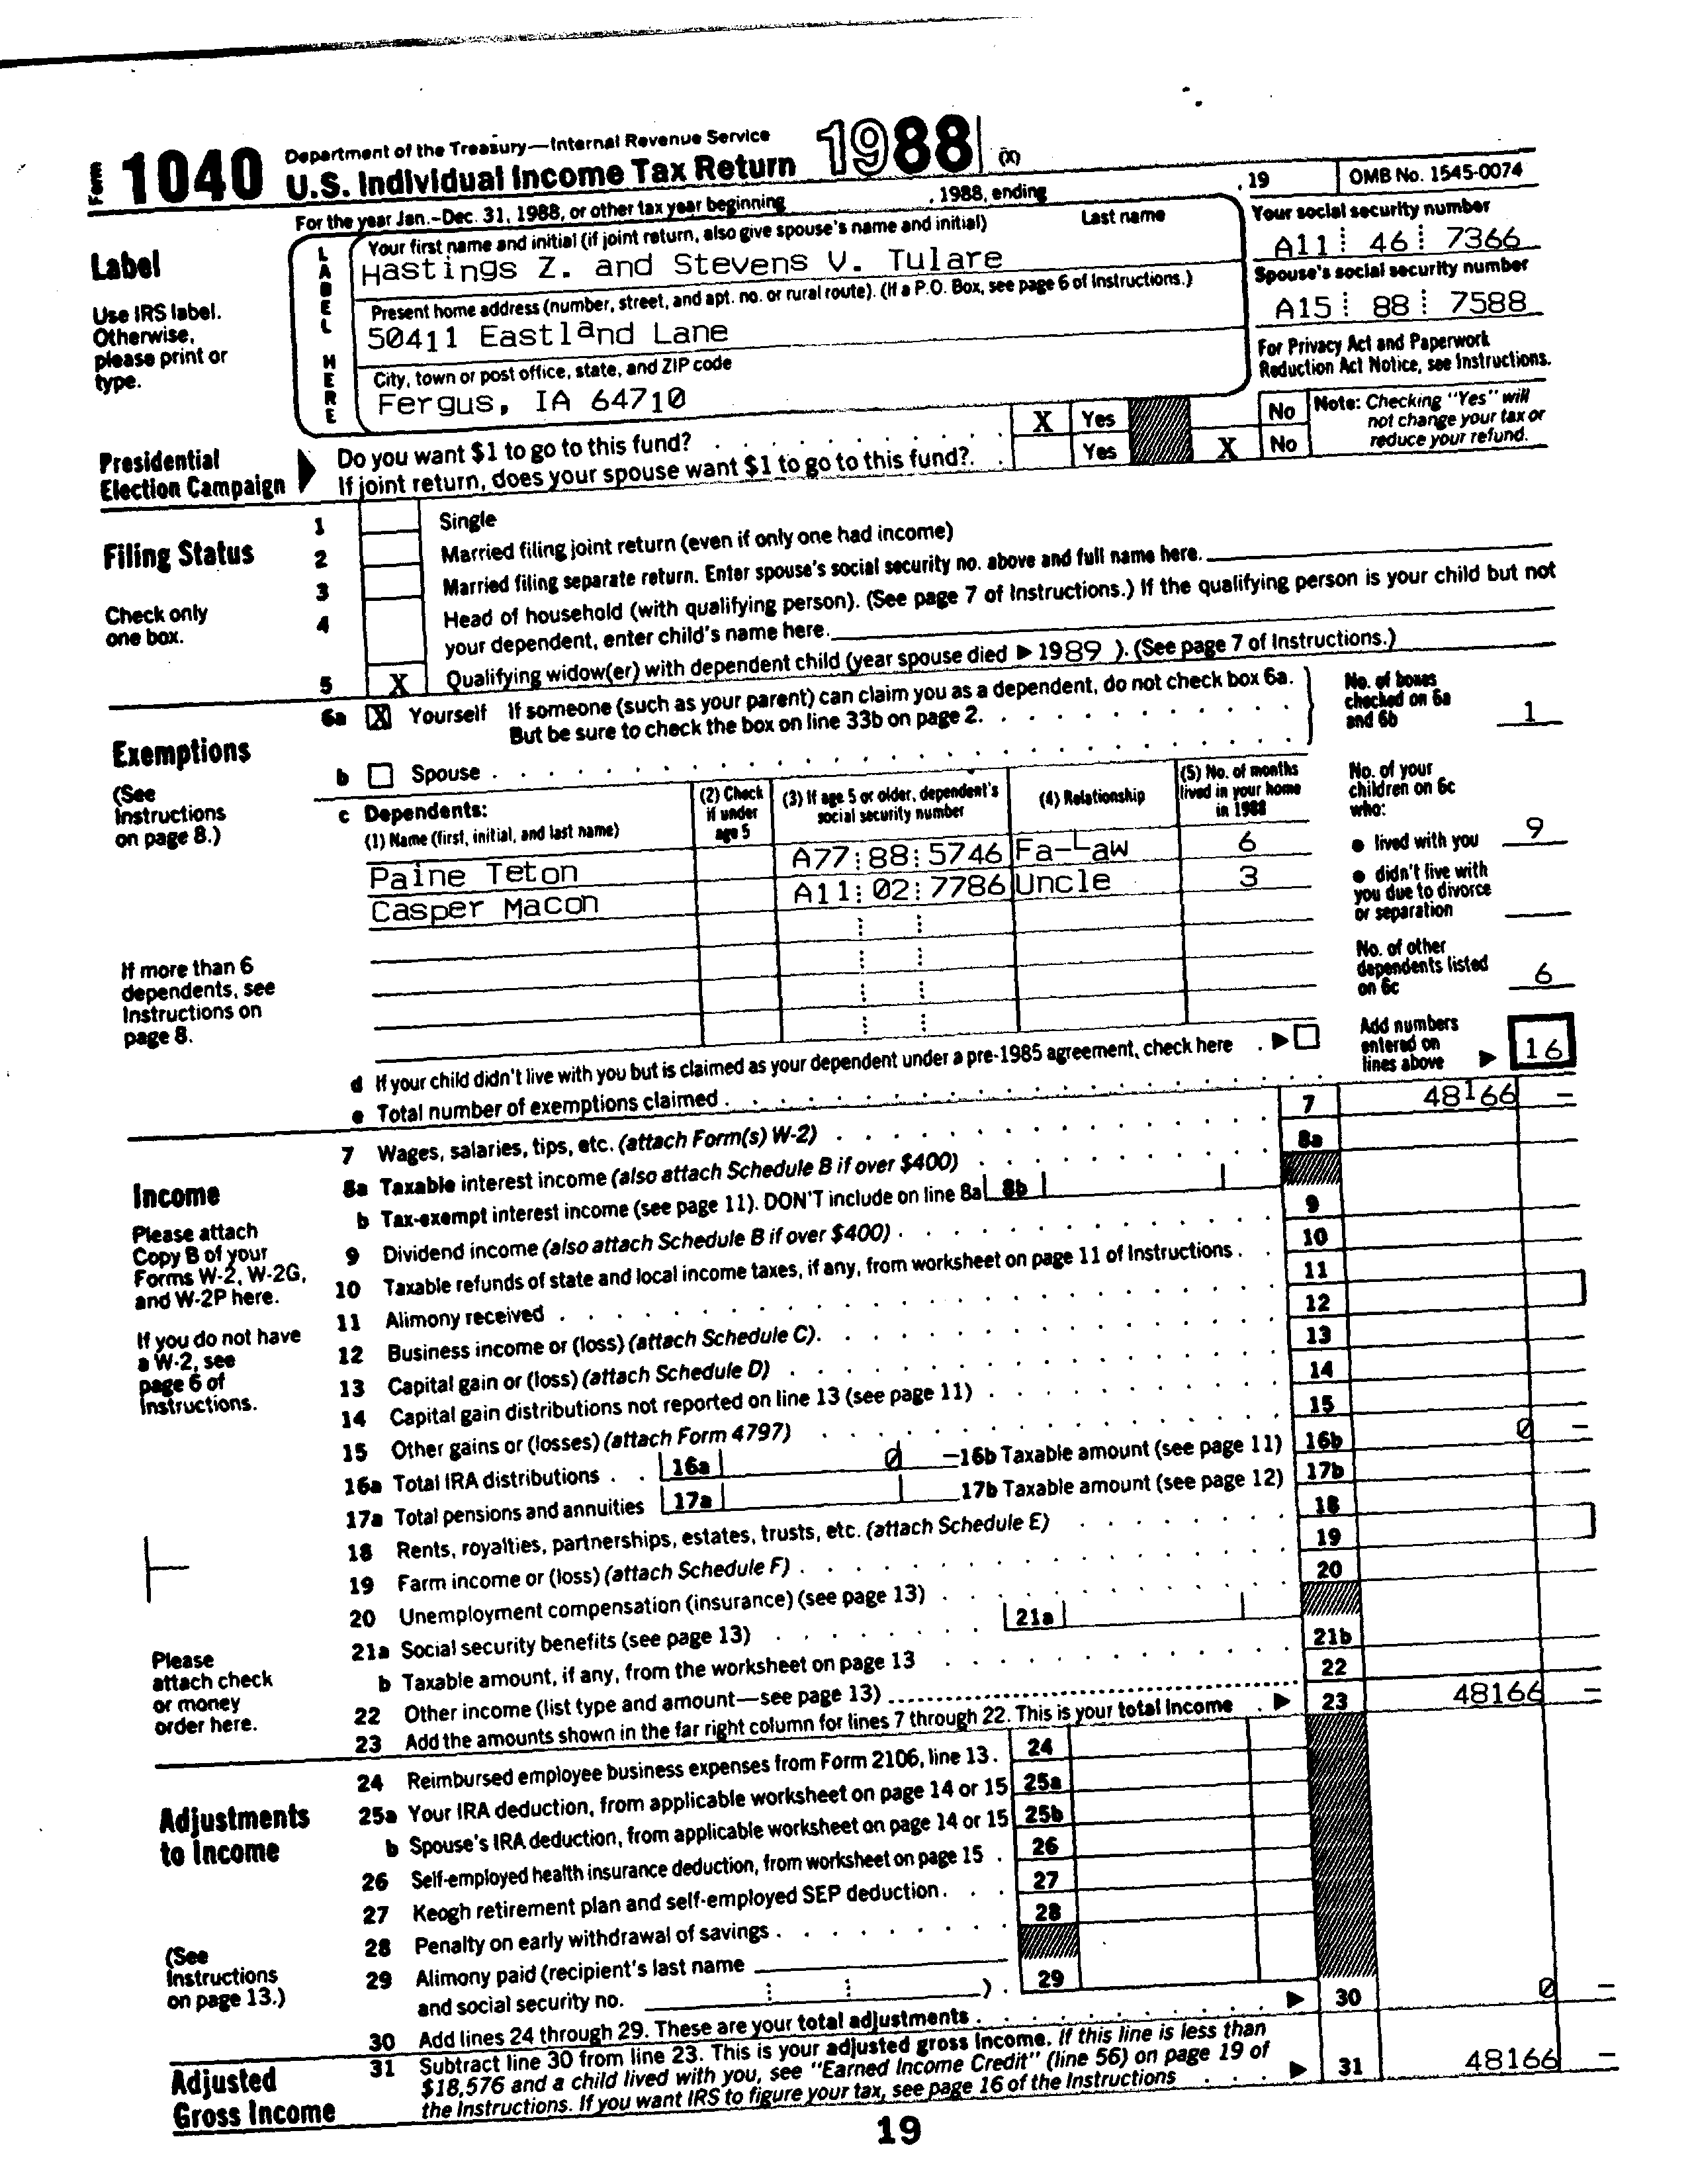 Form 1040 Department of the Treasury—Internal Revenue Service
U.S. Individual Income Tax Return 1988 (X)
For the year Jan.–Dec. 31, 1988, or other tax year beginning , 1988, ending , 19 OMB No. 1545-0074
Label
Use IRS label. Otherwise, please print or type.
LABEL HERE
Your first name and initial (if joint return, also give spouse's name and initial) Last name
Hastings Z. and Stevens V. Tulare
Present home address (number, street, and apt. no. or rural route). (If a P.O. Box, see page 6 of Instructions.)
50411 Eastland Lane
City, town or post office, state, and ZIP code
Fergus, IA 64710
Your social security number
A11 46 7366
Spouse's social security number
A15 88 7588
For Privacy Act and Paperwork Reduction Act Notice, see Instructions.
Presidential Election Campaign
Do you want $1 to go to this fund? . . . . . . . . . . X Yes No
If joint return, does your spouse want $1 to go to this fund?. . Yes X No
Note: Checking "Yes" will not change your tax or reduce your refund.
Filing Status
Check only one box.
1 Single
2 Married filing joint return (even if only one had income)
3 Married filing separate return. Enter spouse's social security no. above and full name here.
4 Head of household (with qualifying person). (See page 7 of Instructions.) If the qualifying person is your child but not
your dependent, enter child's name here.
5 X Qualifying widow(er) with dependent child (year spouse died ▶ 1989 ). (See page 7 of Instructions.)
Exemptions
(See Instructions on page 8.)
6a X Yourself If someone (such as your parent) can claim you as a dependent, do not check box 6a.
But be sure to check the box on line 33b on page 2.
b Spouse
No. of boxes checked on 6a and 6b 1
c Dependents:
(1) Name (first, initial, and last name)
(2) Check if under age 5
(3) If age 5 or older, dependent's social security number
(4) Relationship
(5) No. of months lived in your home in 1988
Paine Teton A77 88 5746 Fa-Law 6
Casper Macon A11 02 7786 Uncle 3
No. of your children on 6c who:
● lived with you 9
● didn't live with you due to divorce or separation
No. of other dependents listed on 6c 6
If more than 6 dependents, see Instructions on page 8.
d If your child didn't live with you but is claimed as your dependent under a pre-1985 agreement, check here . ▶
e Total number of exemptions claimed
Add numbers entered on lines above ▶ 16
Income
Please attach Copy B of your Forms W-2, W-2G, and W-2P here.
If you do not have a W-2, see page 6 of Instructions.
7 Wages, salaries, tips, etc. (attach Form(s) W-2) 7 48166 –
8a Taxable interest income (also attach Schedule B if over $400) 8a
b Tax-exempt interest income (see page 11). DON'T include on line 8a 8b
9 Dividend income (also attach Schedule B if over $400) 9
10 Taxable refunds of state and local income taxes, if any, from worksheet on page 11 of Instructions 10
11 Alimony received 11
12 Business income or (loss) (attach Schedule C). 12
13 Capital gain or (loss) (attach Schedule D) 13
14 Capital gain distributions not reported on line 13 (see page 11) 14
15 Other gains or (losses) (attach Form 4797) 15
16a Total IRA distributions 16a 0 – 16b Taxable amount (see page 11) 16b 0 –
17a Total pensions and annuities 17a 17b Taxable amount (see page 12) 17b
18 Rents, royalties, partnerships, estates, trusts, etc. (attach Schedule E) 18
19 Farm income or (loss) (attach Schedule F) 19
20 Unemployment compensation (insurance) (see page 13) 20
21a Social security benefits (see page 13) 21a
b Taxable amount, if any, from the worksheet on page 13 21b
22 Other income (list type and amount—see page 13) 22
23 Add the amounts shown in the far right column for lines 7 through 22. This is your total income ▶ 23 48166 –
Please attach check or money order here.
Adjustments to Income
(See Instructions on page 13.)
24 Reimbursed employee business expenses from Form 2106, line 13. 24
25a Your IRA deduction, from applicable worksheet on page 14 or 15 25a
b Spouse's IRA deduction, from applicable worksheet on page 14 or 15 25b
26 Self-employed health insurance deduction, from worksheet on page 15 . 26
27 Keogh retirement plan and self-employed SEP deduction. 27
28 Penalty on early withdrawal of savings 28
29 Alimony paid (recipient's last name
and social security no. ). 29
30 Add lines 24 through 29. These are your total adjustments ▶ 30 0 –
Adjusted Gross Income
31 Subtract line 30 from line 23. This is your adjusted gross income. If this line is less than
$18,576 and a child lived with you, see "Earned Income Credit" (line 56) on page 19 of
the Instructions. If you want IRS to figure your tax, see page 16 of the Instructions ▶ 31 48166 –
19